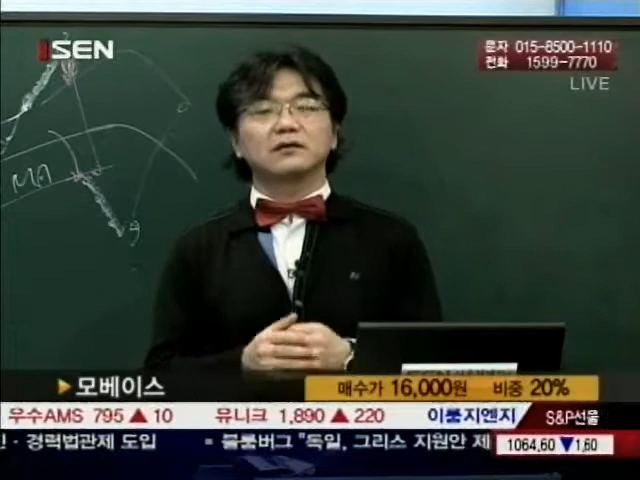 SEN
문자 015-8500-1110
전화 1599-7770
LIVE
MA
모베이스
매수가 16,000원 비중 20%
우수AMS 795▲10 유니크 1,890▲220 이룸지엔지
S&P선물
· 경력법관제 도입 ▪ 블룸버그 "독일, 그리스 지원안 제
1064,60▼1,60